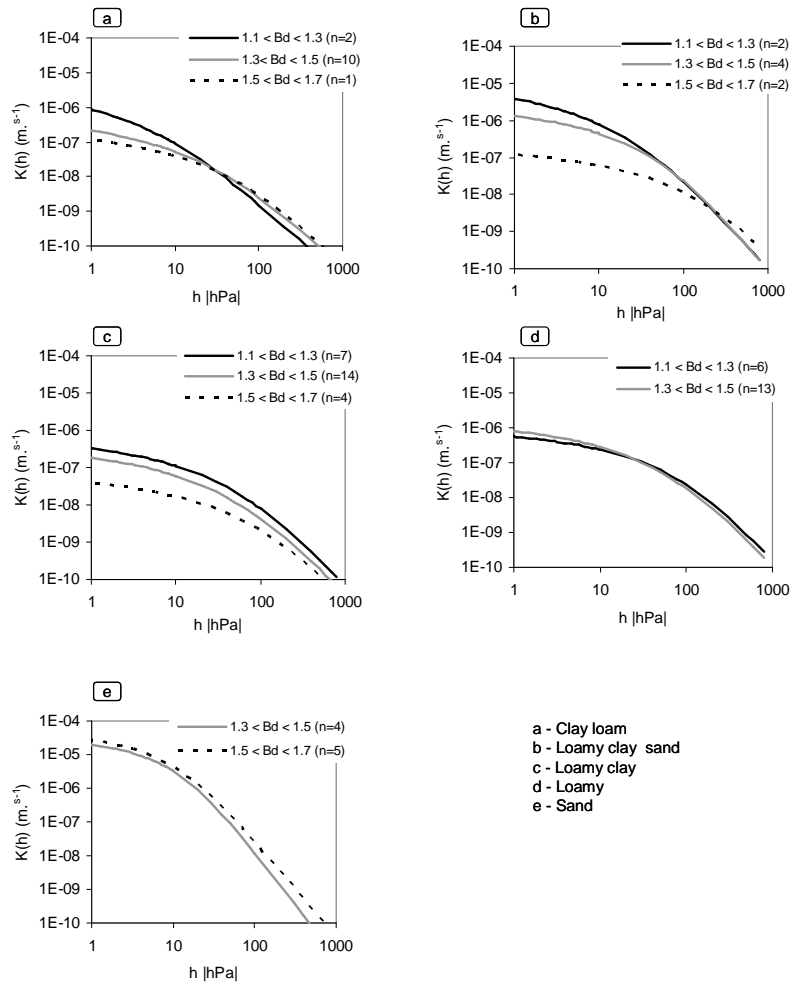 a
1.1 < Bd < 1.3 (n=2)
1.3< Bd < 1.5 (n=10)
1.5 < Bd < 1.7 (n=1)
1E-04
1E-05
1E-06
1E-07
1E-08
1E-09
1E-10
K(h) (m.s-1)
1 10 100 1000
h |hPa|
b
1.1 < Bd < 1.3 (n=2)
1.3 < Bd < 1.5 (n=4)
1.5 < Bd < 1.7 (n=2)
1E-04
1E-05
1E-06
1E-07
1E-08
1E-09
1E-10
K(h) (m.s-1)
1 10 100 1000
h |hPa|
c
1.1 < Bd < 1.3 (n=7)
1.3 < Bd < 1.5 (n=14)
1.5 < Bd < 1.7 (n=4)
1E-04
1E-05
1E-06
1E-07
1E-08
1E-09
1E-10
K(h) (m.s-1)
1 10 100 1000
h |hPa|
d
1.1 < Bd < 1.3 (n=6)
1.3 < Bd < 1.5 (n=13)
1E-04
1E-05
1E-06
1E-07
1E-08
1E-09
1E-10
K(h) (m.s-1)
1 10 100 1000
h |hPa|
e
1.3 < Bd < 1.5 (n=4)
1.5 < Bd < 1.7 (n=5)
1E-04
1E-05
1E-06
1E-07
1E-08
1E-09
1E-10
K(h) (m.s-1)
1 10 100 1000
h |hPa|
a - Clay loam
b - Loamy clay sand
c - Loamy clay
d - Loamy
e - Sand